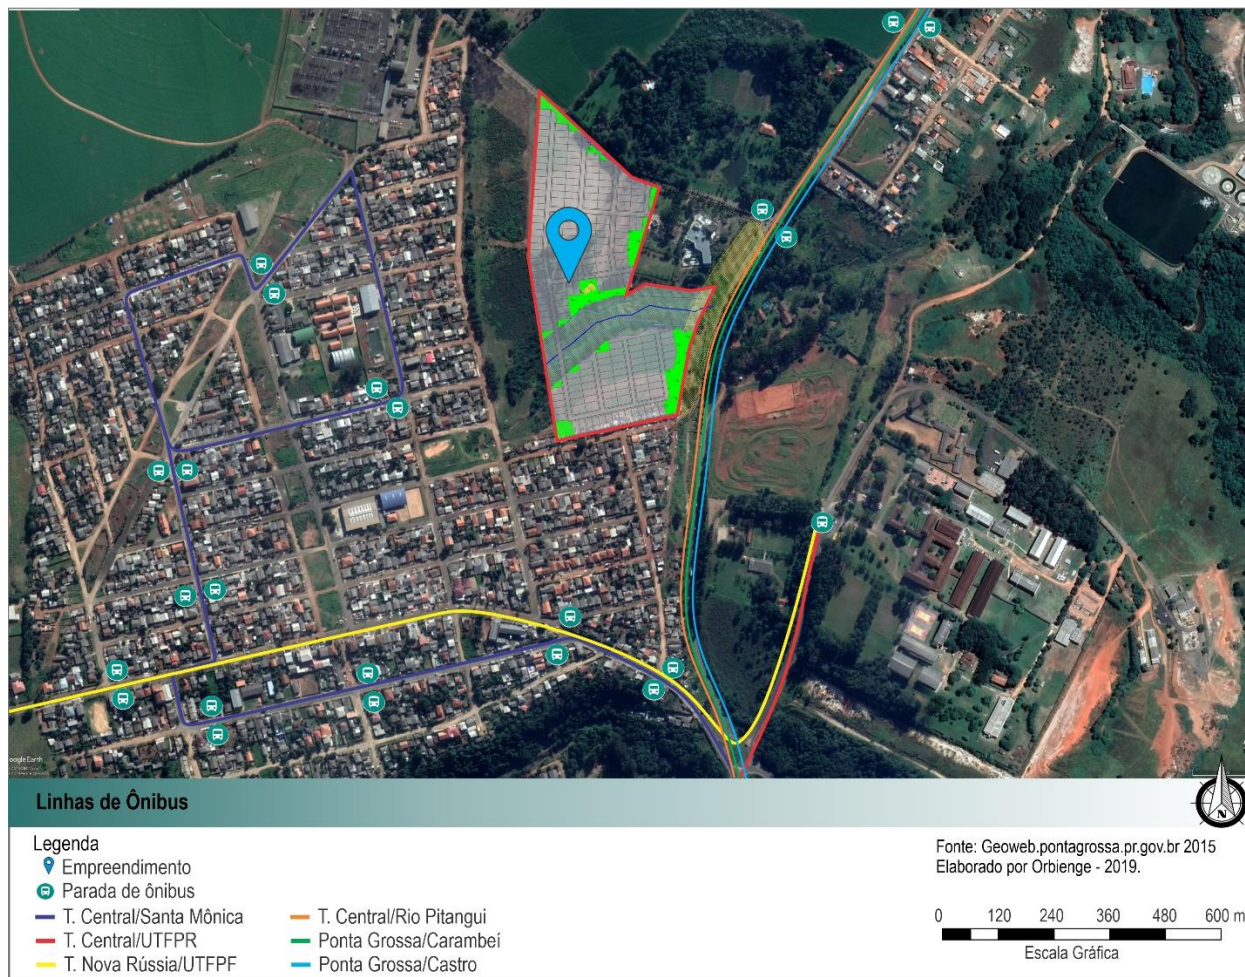 oogle Earth
Linhas de Ônibus
N
Legenda
Empreendimento
Parada de ônibus
T. Central/Santa Mônica
T. Central/UTFPR
T. Nova Rússia/UTFPF
T. Central/Rio Pitangui
Ponta Grossa/Carambeí
Ponta Grossa/Castro
Fonte: Geoweb.pontagrossa.pr.gov.br 2015
Elaborado por Orbienge - 2019.
0 120 240 360 480 600 m
Escala Gráfica